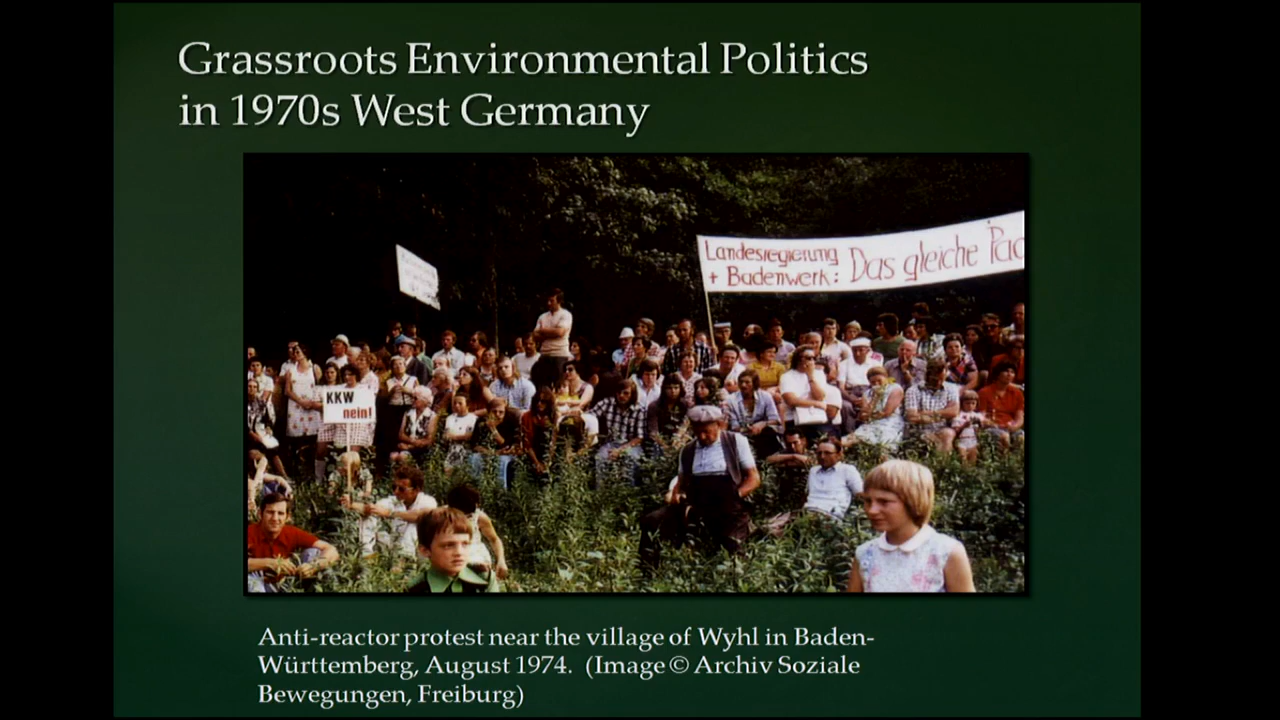 Grassroots Environmental Politics
in 1970s West Germany
Landesregierung
+ Badenwerk: Das gleiche Pac
KKW
nein!
Anti-reactor protest near the village of Wyhl in Baden-
Württemberg, August 1974. (Image © Archiv Soziale
Bewegungen, Freiburg)